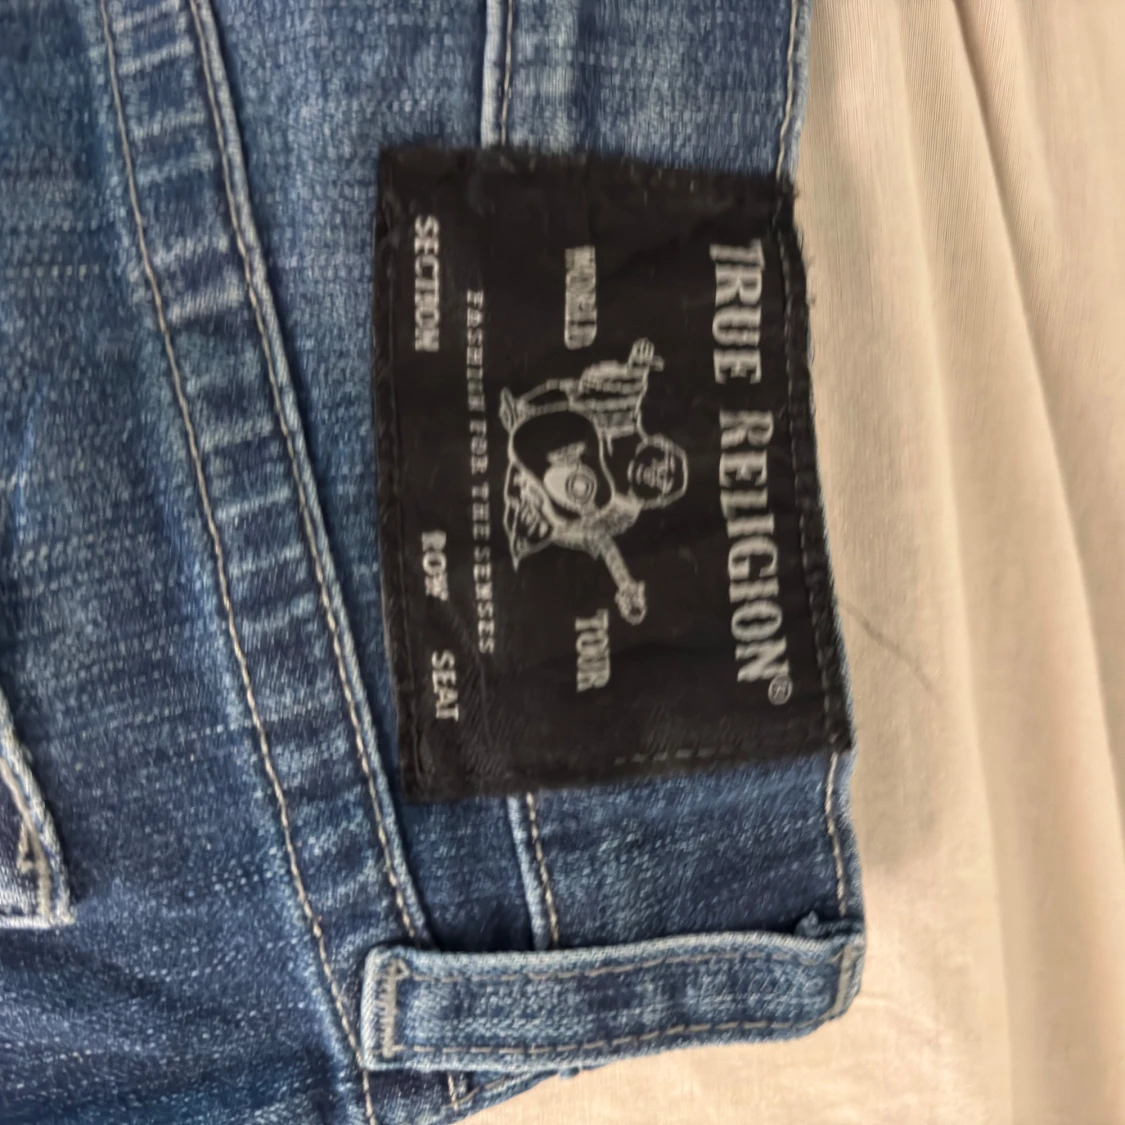 TRUE RELIGION®
WORLD TOUR
FASHION FOR THE SENSES
SECTION ROW SEAT